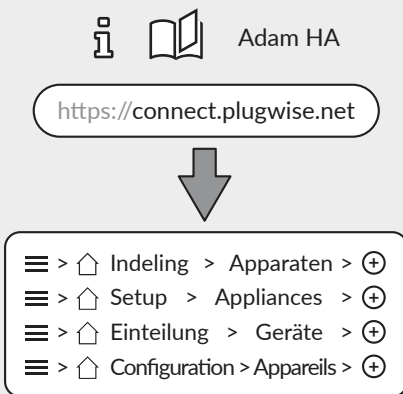 Adam HA
https://connect.plugwise.net
> Indeling > Apparaten >
> Setup > Appliances >
> Einteilung > Geräte >
> Configuration > Appareils >